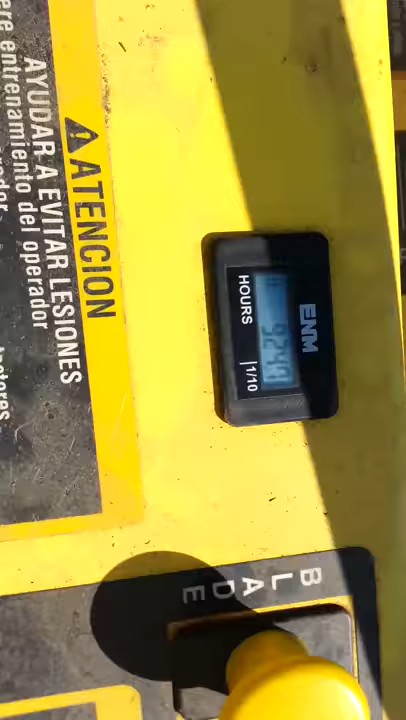 ATENCION
AYUDAR A EVITAR LESIONES
entrenamiento del operador
ENM
HOURS
1/10
BLADE